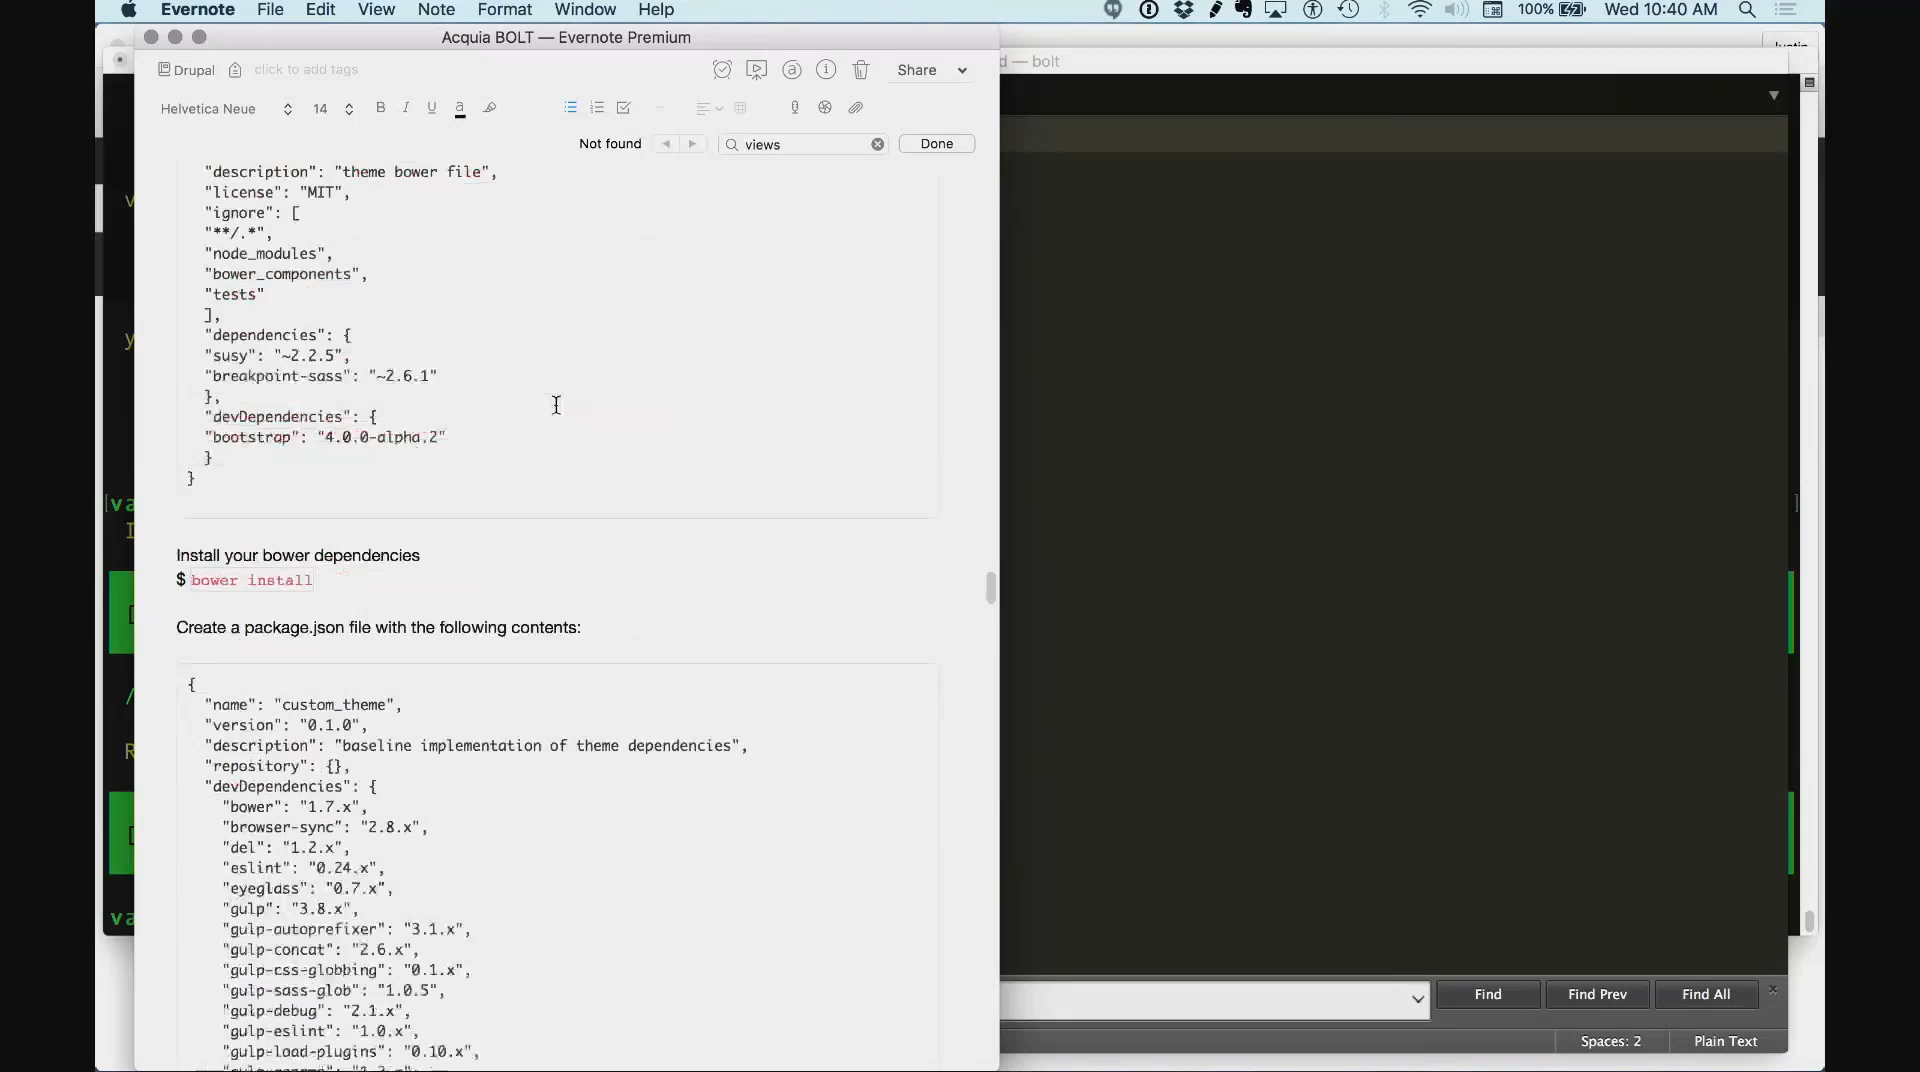 Evernote File Edit View Note Format Window Help 100% Wed 10:40 AM
Acquia BOLT — Evernote Premium
d — bolt
Drupal click to add tags Share
Helvetica Neue 14 B I U a
Not found views Done
"description": "theme bower file",
"license": "MIT",
"ignore": [
"**/.*",
"node_modules",
"bower_components",
"tests"
],
"dependencies": {
"susy": "~2.2.5",
"breakpoint-sass": "~2.6.1"
},
"devDependencies": {
"bootstrap": "4.0.0-alpha.2"
}
}
Install your bower dependencies
$ bower install
Create a package.json file with the following contents:
{
"name": "custom_theme",
"version": "0.1.0",
"description": "baseline implementation of theme dependencies",
"repository": {},
"devDependencies": {
"bower": "1.7.x",
"browser-sync": "2.8.x",
"del": "1.2.x",
"eslint": "0.24.x",
"eyeglass": "0.7.x",
"gulp": "3.8.x",
"gulp-autoprefixer": "3.1.x",
"gulp-concat": "2.6.x",
"gulp-css-globbing": "0.1.x",
"gulp-sass-glob": "1.0.5",
"gulp-debug": "2.1.x",
"gulp-eslint": "1.0.x",
"gulp-load-plugins": "0.10.x",
Find Find Prev Find All
Spaces: 2 Plain Text